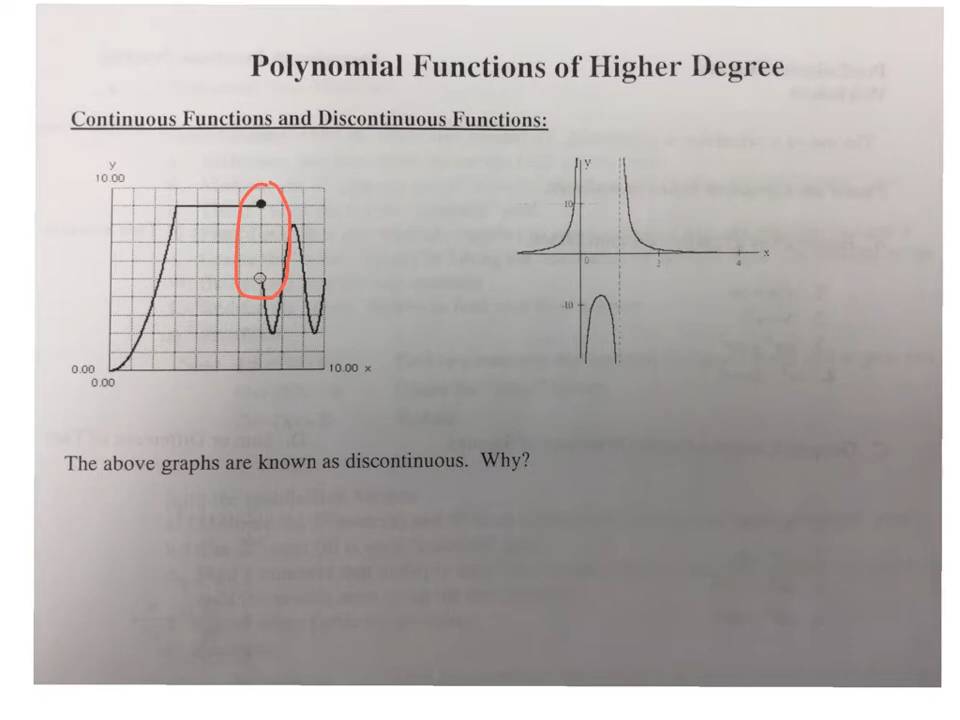 Polynomial Functions of Higher Degree
Continuous Functions and Discontinuous Functions:
y
10.00
0.00
0.00
10.00 x
y
10
0
2
4
x
-10
The above graphs are known as discontinuous. Why?